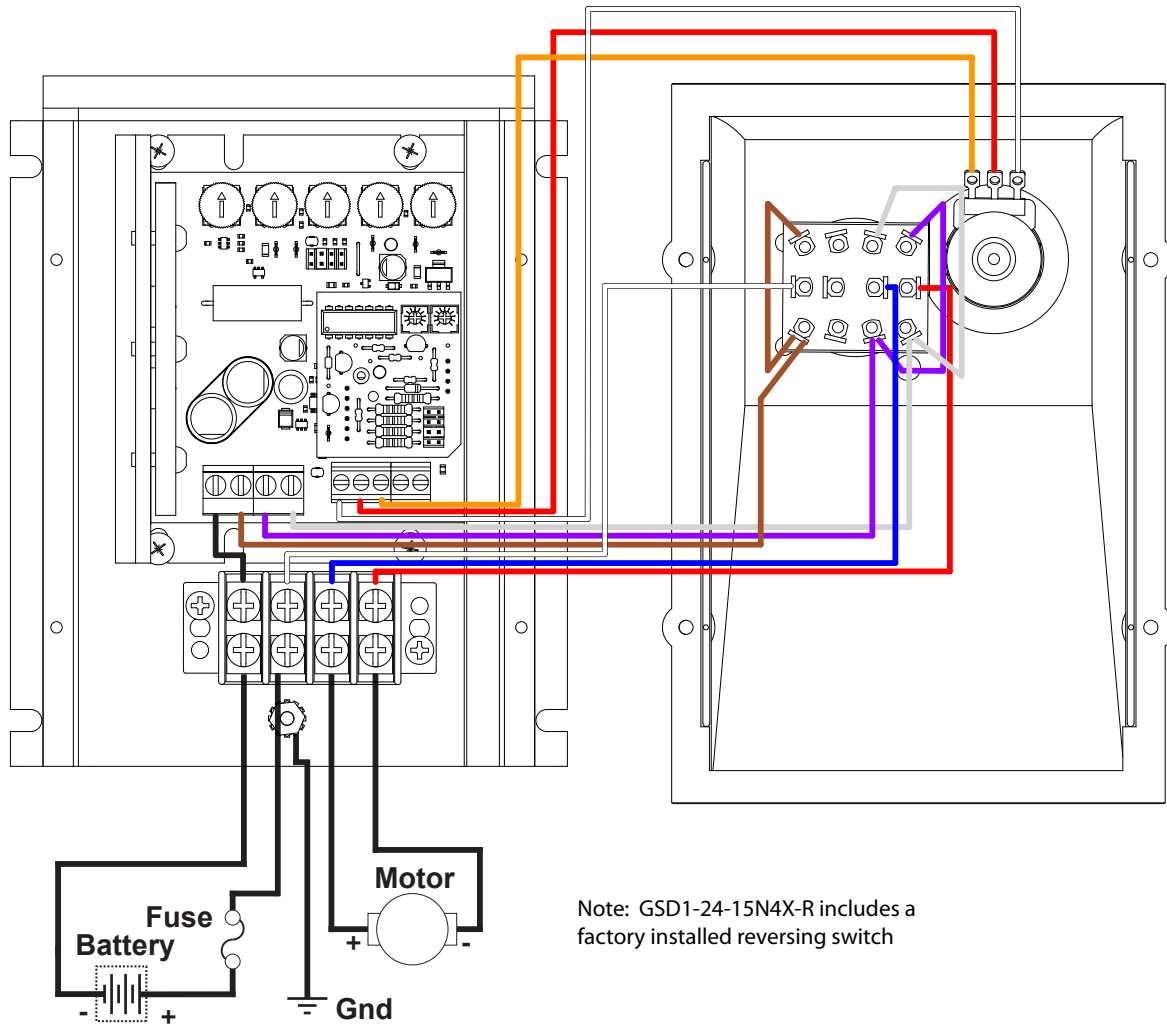 Motor
Fuse
Battery
+
-
-
+
Gnd
Note: GSD1-24-15N4X-R includes a
factory installed reversing switch